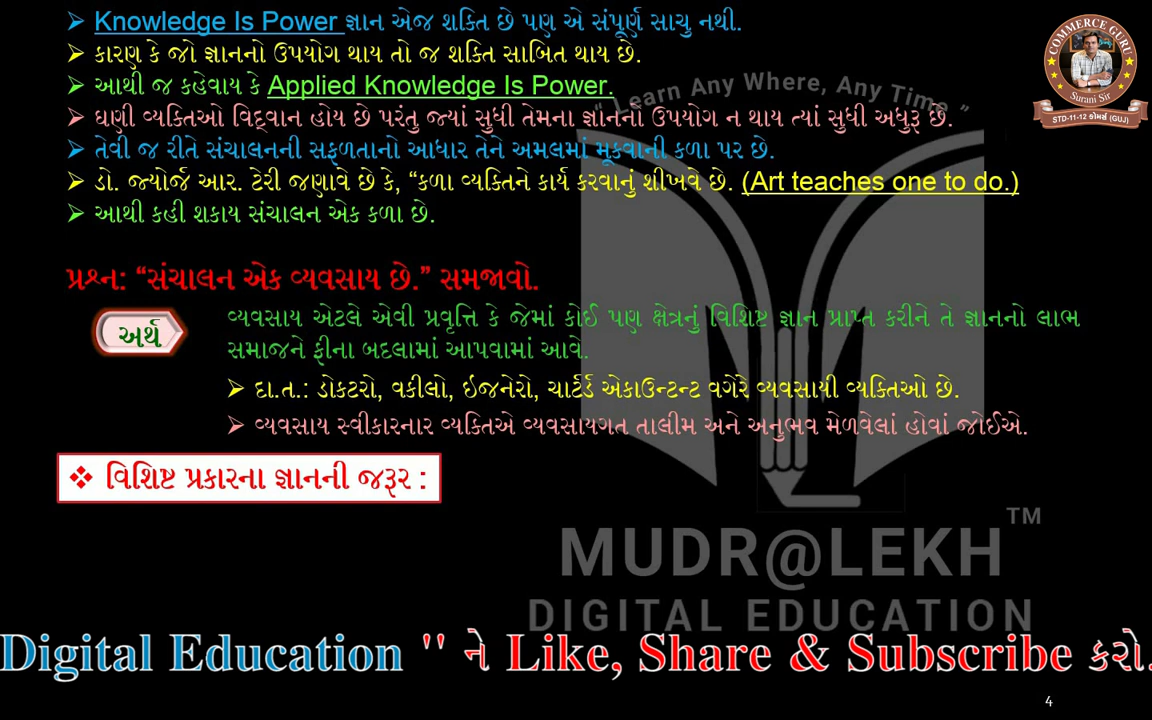 ➢ Knowledge Is Power જ્ઞાન એજ શક્તિ છે પણ એ સંપૂર્ણ સાચુ નથી.
➢ કારણ કે જો જ્ઞાનનો ઉપયોગ થાય તો જ શક્તિ સાબિત થાય છે.
➢ આથી જ કહેવાય કે Applied Knowledge Is Power.
➢ ઘણી વ્યક્તિઓ વિદ્વાન હોય છે પરંતુ જ્યાં સુધી તેમના જ્ઞાનનો ઉપયોગ ન થાય ત્યાં સુધી અધુરૂ છે.
➢ તેવી જ રીતે સંચાલનની સફળતાનો આધાર તેને અમલમાં મૂકવાની કળા પર છે.
➢ ડો. જ્યોર્જ આર. ટેરી જણાવે છે કે, “કળા વ્યક્તિને કાર્ય કરવાનું શીખવે છે. (Art teaches one to do.)
➢ આથી કહી શકાય સંચાલન એક કળા છે.
પ્રશ્ન: “સંચાલન એક વ્યવસાય છે.” સમજાવો.
અર્થ
વ્યવસાય એટલે એવી પ્રવૃત્તિ કે જેમાં કોઈ પણ ક્ષેત્રનું વિશિષ્ટ જ્ઞાન પ્રાપ્ત કરીને તે જ્ઞાનનો લાભ
સમાજને ફીના બદલામાં આપવામાં આવે.
➢ દા.ત.: ડોકટરો, વકીલો, ઇજનેરો, ચાર્ટર્ડ એકાઉન્ટન્ટ વગેરે વ્યવસાયી વ્યક્તિઓ છે.
➢ વ્યવસાય સ્વીકારનાર વ્યક્તિએ વ્યવસાયગત તાલીમ અને અનુભવ મેળવેલાં હોવાં જોઈએ.
❖ વિશિષ્ટ પ્રકારના જ્ઞાનની જરૂર :
“ Learn Any Where, Any Time ”
MUDR@LEKH TM
DIGITAL EDUCATION
Digital Education " ને Like, Share & Subscribe કરો.
4
COMMERCE GURU
Surani Sir
STD-11-12 કોમર્સ (GUJ)